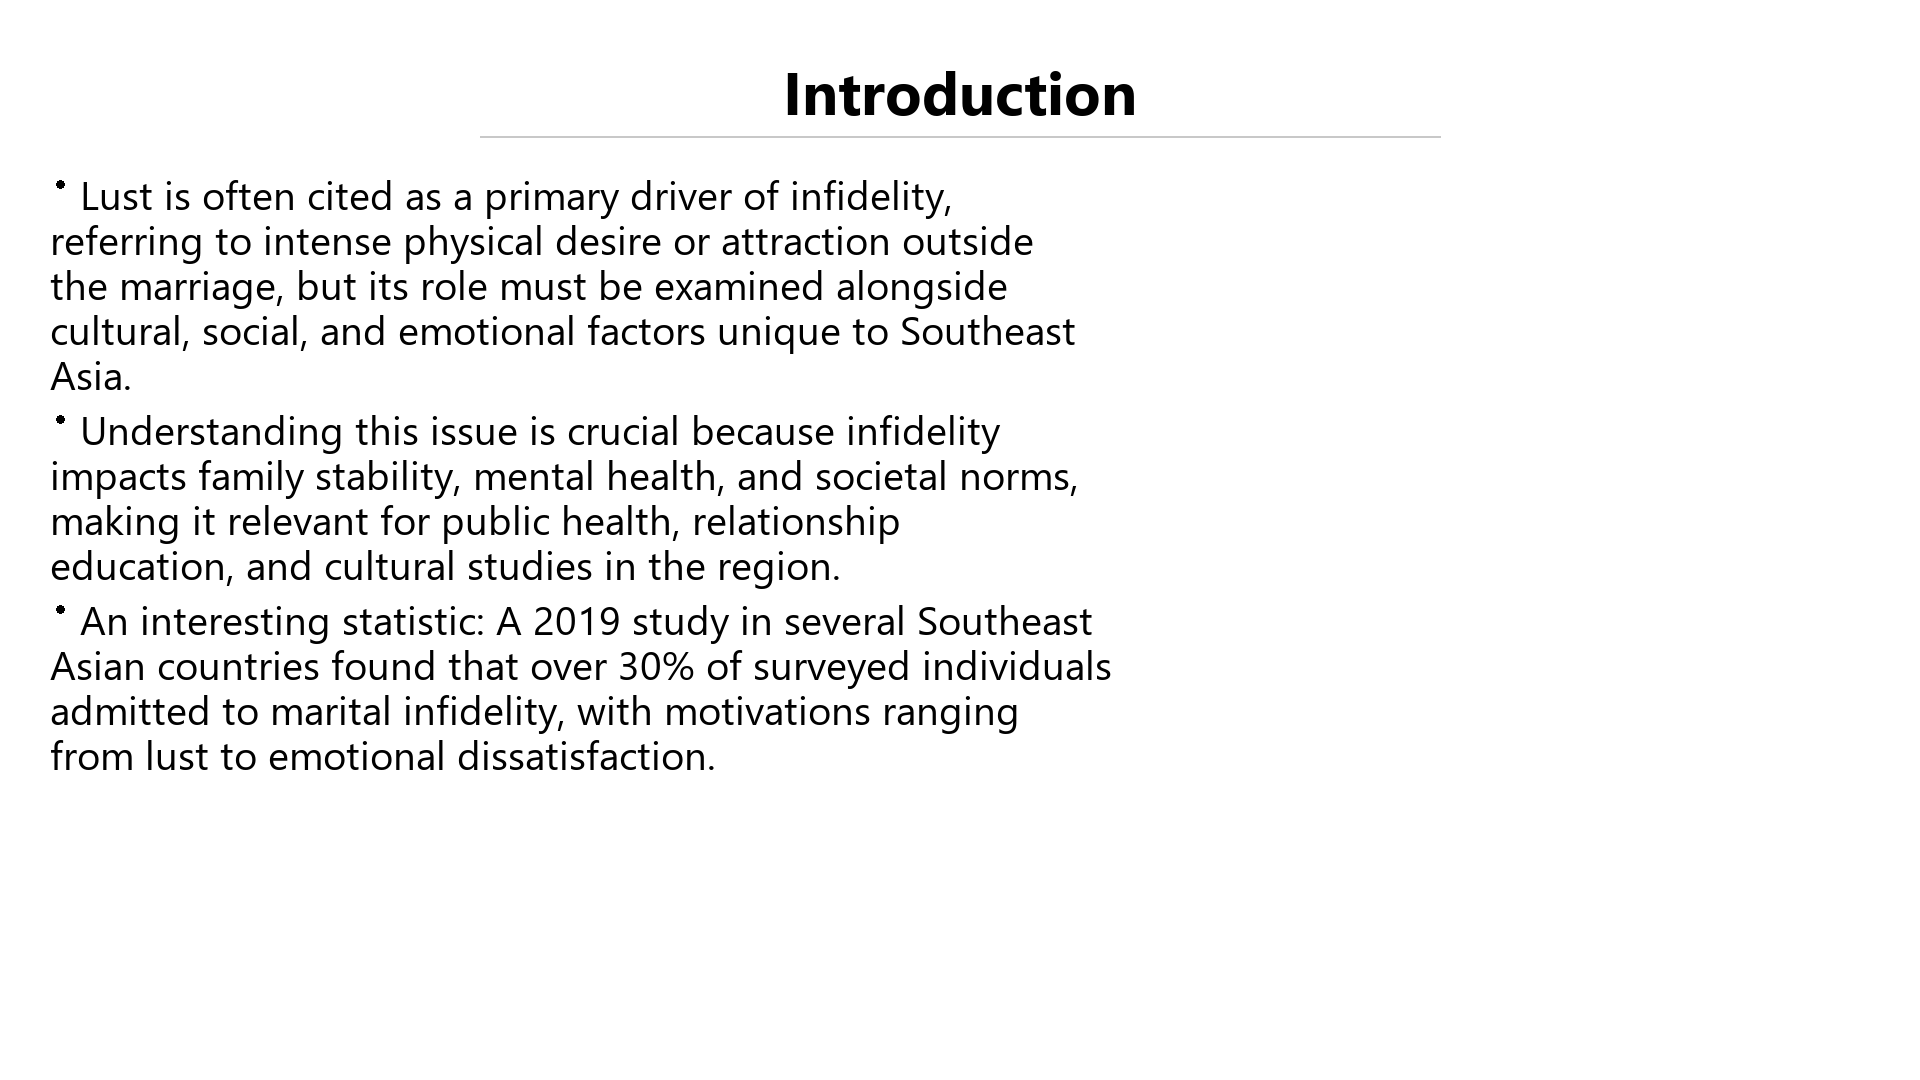 Introduction
• Lust is often cited as a primary driver of infidelity,
referring to intense physical desire or attraction outside
the marriage, but its role must be examined alongside
cultural, social, and emotional factors unique to Southeast
Asia.
• Understanding this issue is crucial because infidelity
impacts family stability, mental health, and societal norms,
making it relevant for public health, relationship
education, and cultural studies in the region.
• An interesting statistic: A 2019 study in several Southeast
Asian countries found that over 30% of surveyed individuals
admitted to marital infidelity, with motivations ranging
from lust to emotional dissatisfaction.